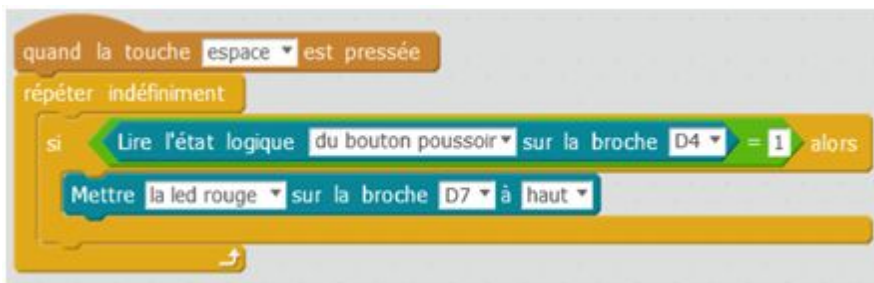 quand la touche espace est pressée
répéter indéfiniment
si Lire l'état logique du bouton poussoir sur la broche D4 = 1 alors
Mettre la led rouge sur la broche D7 à haut